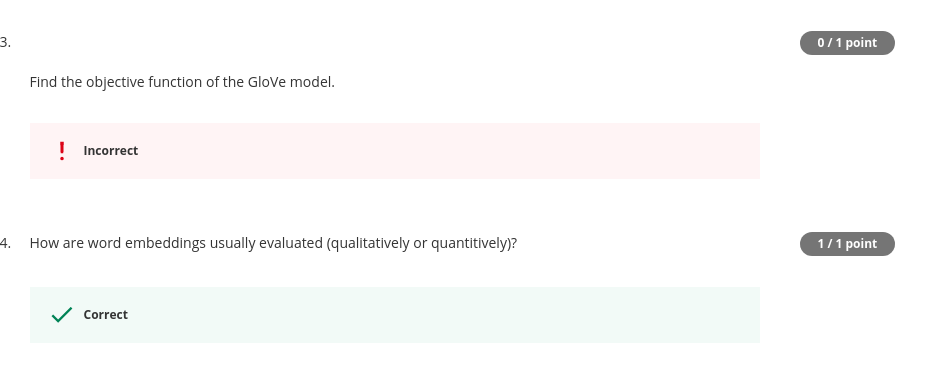 3.
0 / 1 point
Find the objective function of the GloVe model.
Incorrect
4. How are word embeddings usually evaluated (qualitatively or quantitively)?
1 / 1 point
Correct